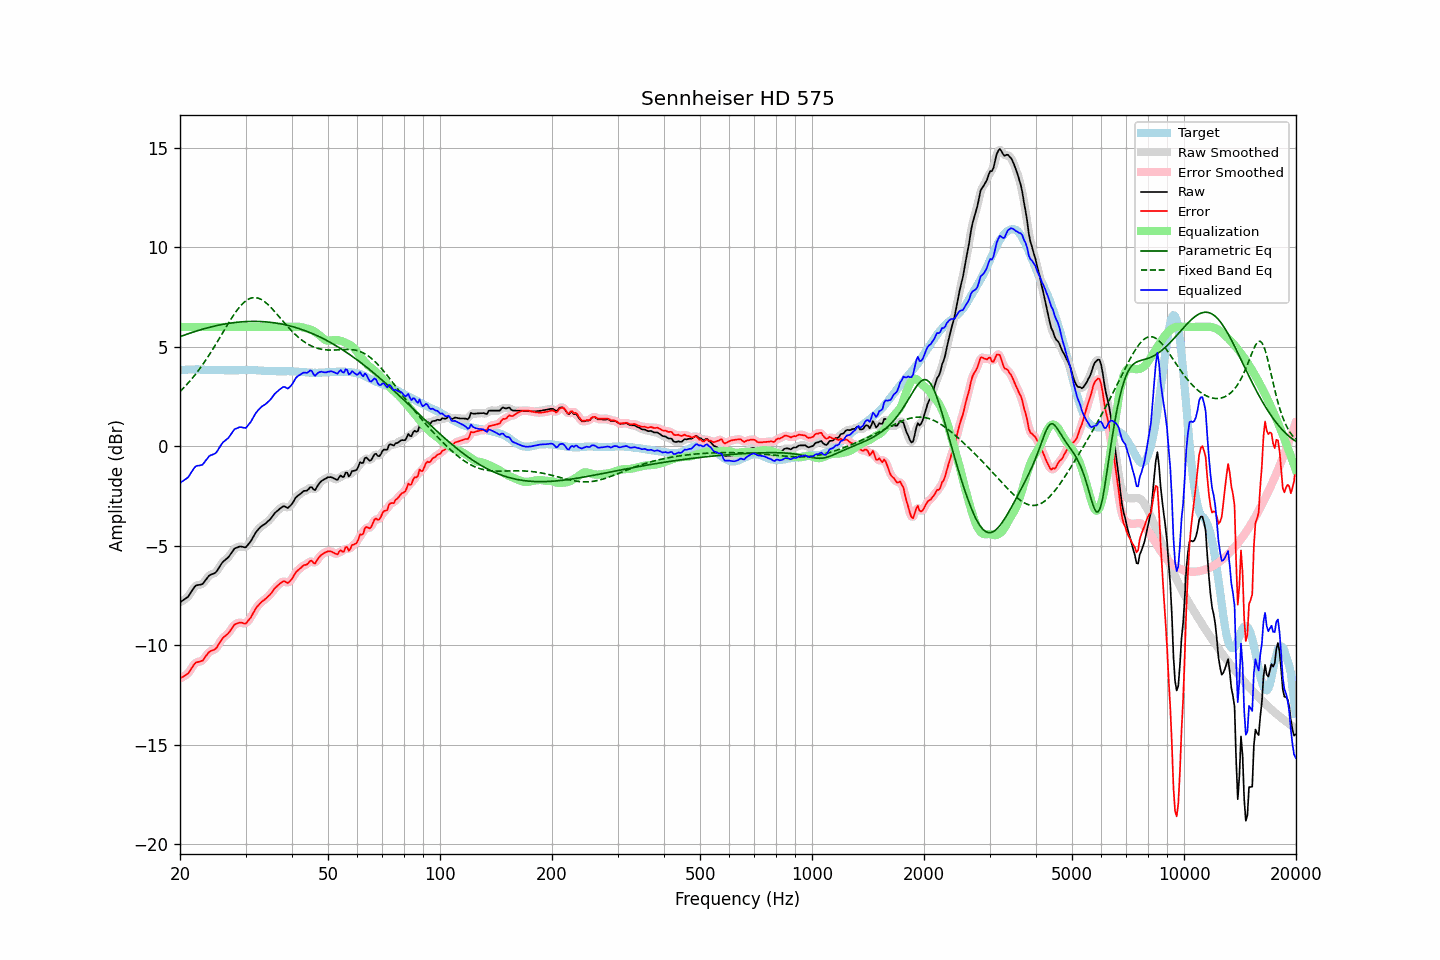 Sennheiser HD 575
Amplitude (dBr)
15
10
5
0
−5
−10
−15
−20
20
50
100
200
500
1000
2000
5000
10000
20000
Frequency (Hz)
Target
Raw Smoothed
Error Smoothed
Raw
Error
Equalization
Parametric Eq
Fixed Band Eq
Equalized